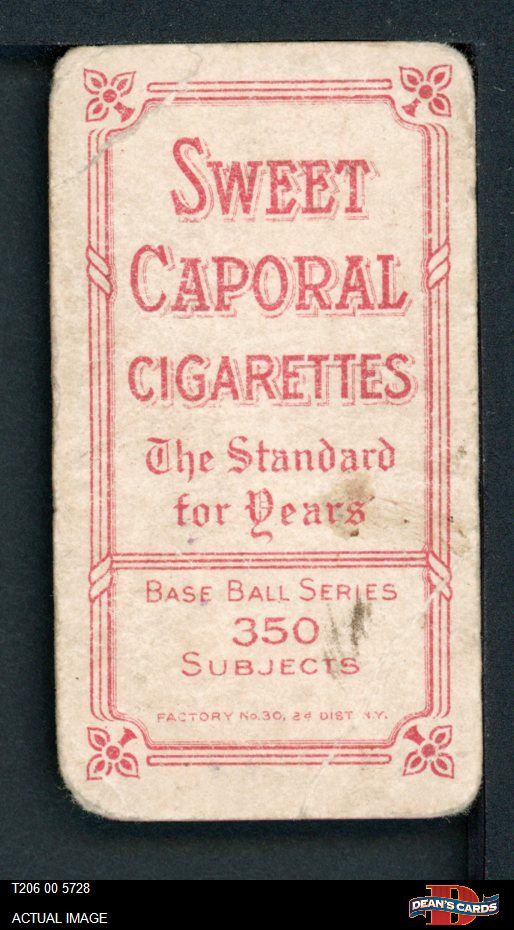 SWEET
CAPORAL
CIGARETTES
The Standard
for Years
BASE BALL SERIES
350
SUBJECTS
FACTORY No. 30, 2d DIST N.Y.
T206 00 5728
ACTUAL IMAGE
DEAN'S CARDS